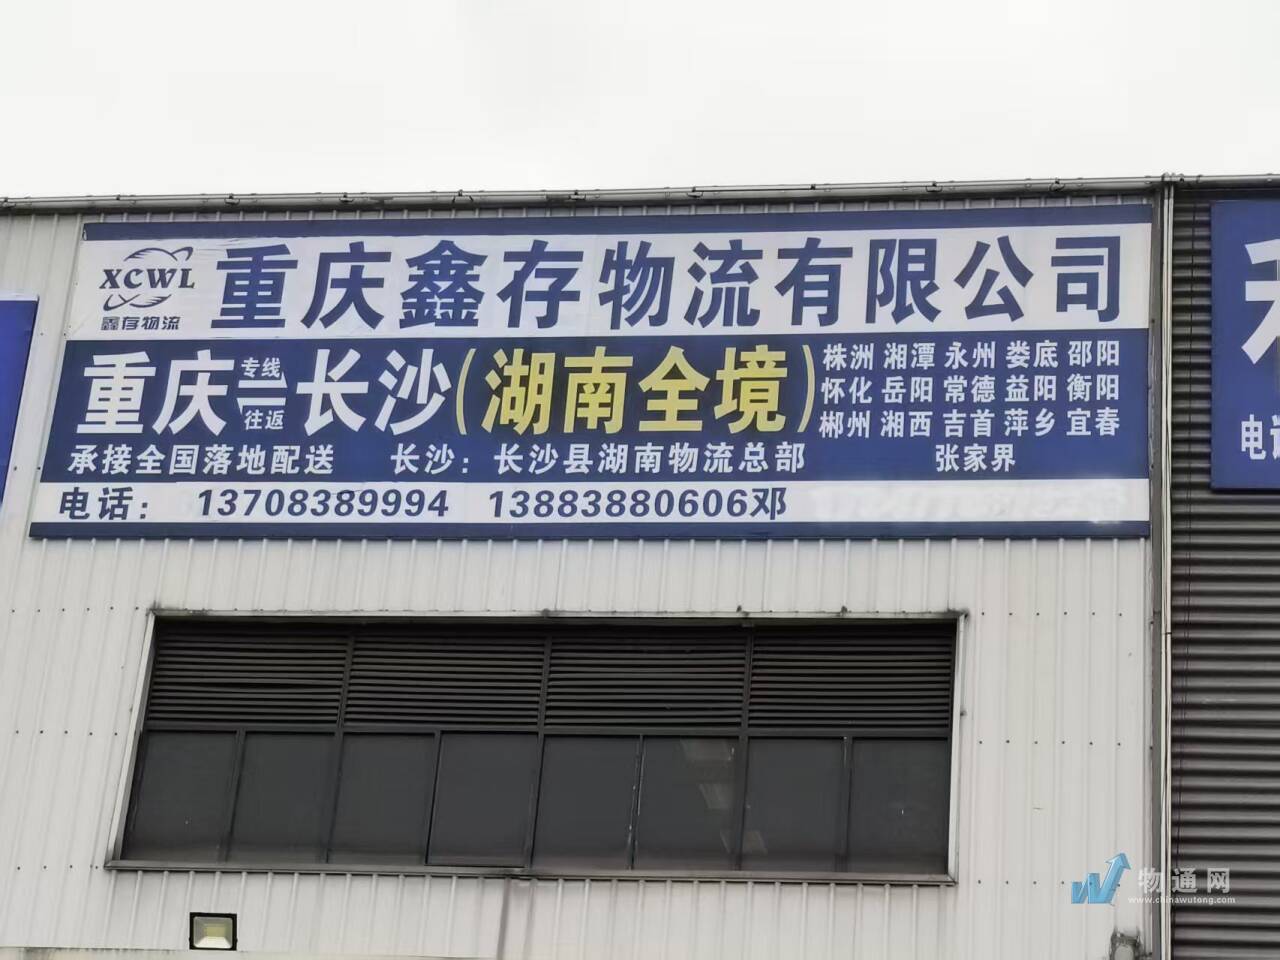 XCWL
鑫存物流
重庆鑫存物流有限公司
重庆 专线 往返 长沙(湖南全境)
株洲 湘潭 永州 娄底 邵阳
怀化 岳阳 常德 益阳 衡阳
郴州 湘西 吉首 萍乡 宜春
张家界
承接全国落地配送 长沙:长沙县湖南物流总部
电话: 13708389994 13883880606邓
电话
物通网
www.chinawutong.com